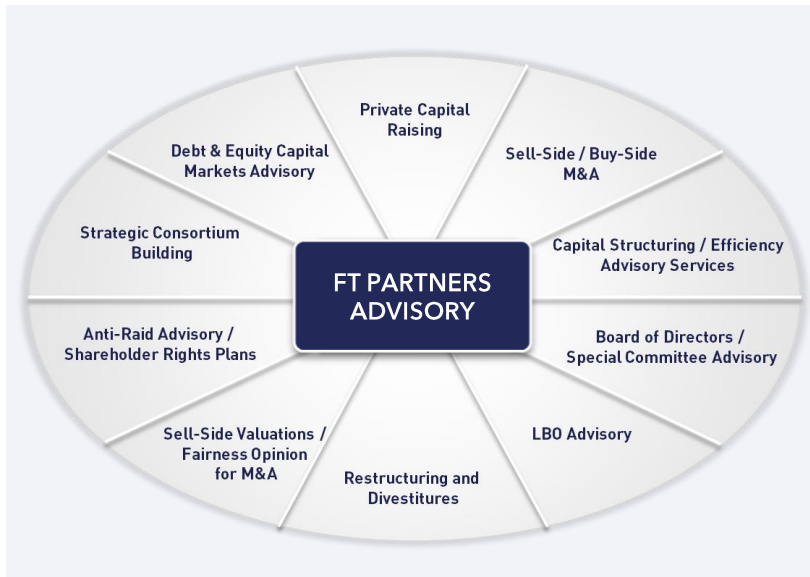 Private Capital
Raising
Sell-Side / Buy-Side
M&A
Capital Structuring / Efficiency
Advisory Services
Board of Directors /
Special Committee Advisory
LBO Advisory
Restructuring and
Divestitures
Sell-Side Valuations /
Fairness Opinion
for M&A
Anti-Raid Advisory /
Shareholder Rights Plans
Strategic Consortium
Building
Debt & Equity Capital
Markets Advisory
FT PARTNERS
ADVISORY